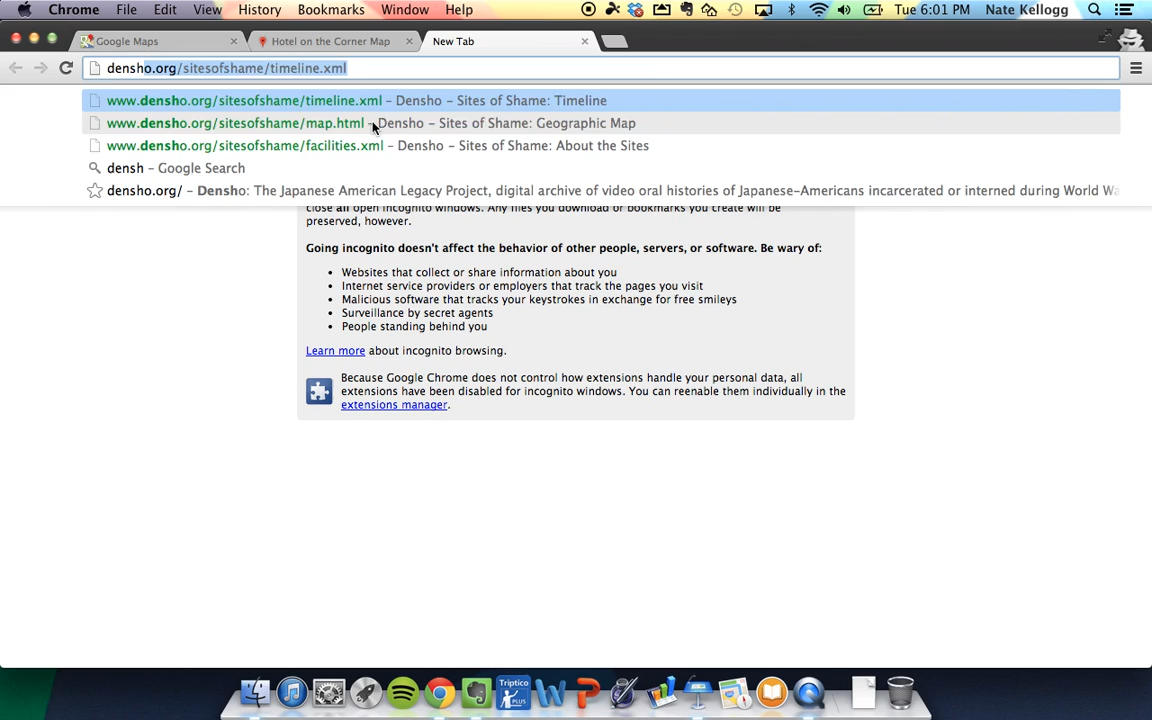 Chrome File Edit View History Bookmarks Window Help Tue 6:01 PM Nate Kellogg
Google Maps Hotel on the Corner Map New Tab
densho.org/sitesofshame/timeline.xml
www.densho.org/sitesofshame/timeline.xml – Densho – Sites of Shame: Timeline
www.densho.org/sitesofshame/map.html – Densho – Sites of Shame: Geographic Map
www.densho.org/sitesofshame/facilities.xml – Densho – Sites of Shame: About the Sites
densh – Google Search
densho.org/ – Densho: The Japanese American Legacy Project, digital archive of video oral histories of Japanese-Americans incarcerated or interned during World Wa
close all open incognito windows. Any files you download or bookmarks you create will be
preserved, however.
Going incognito doesn't affect the behavior of other people, servers, or software. Be wary of:
• Websites that collect or share information about you
• Internet service providers or employers that track the pages you visit
• Malicious software that tracks your keystrokes in exchange for free smileys
• Surveillance by secret agents
• People standing behind you
Learn more about incognito browsing.
Because Google Chrome does not control how extensions handle your personal data, all
extensions have been disabled for incognito windows. You can reenable them individually in the
extensions manager.
Triptico
PLUS